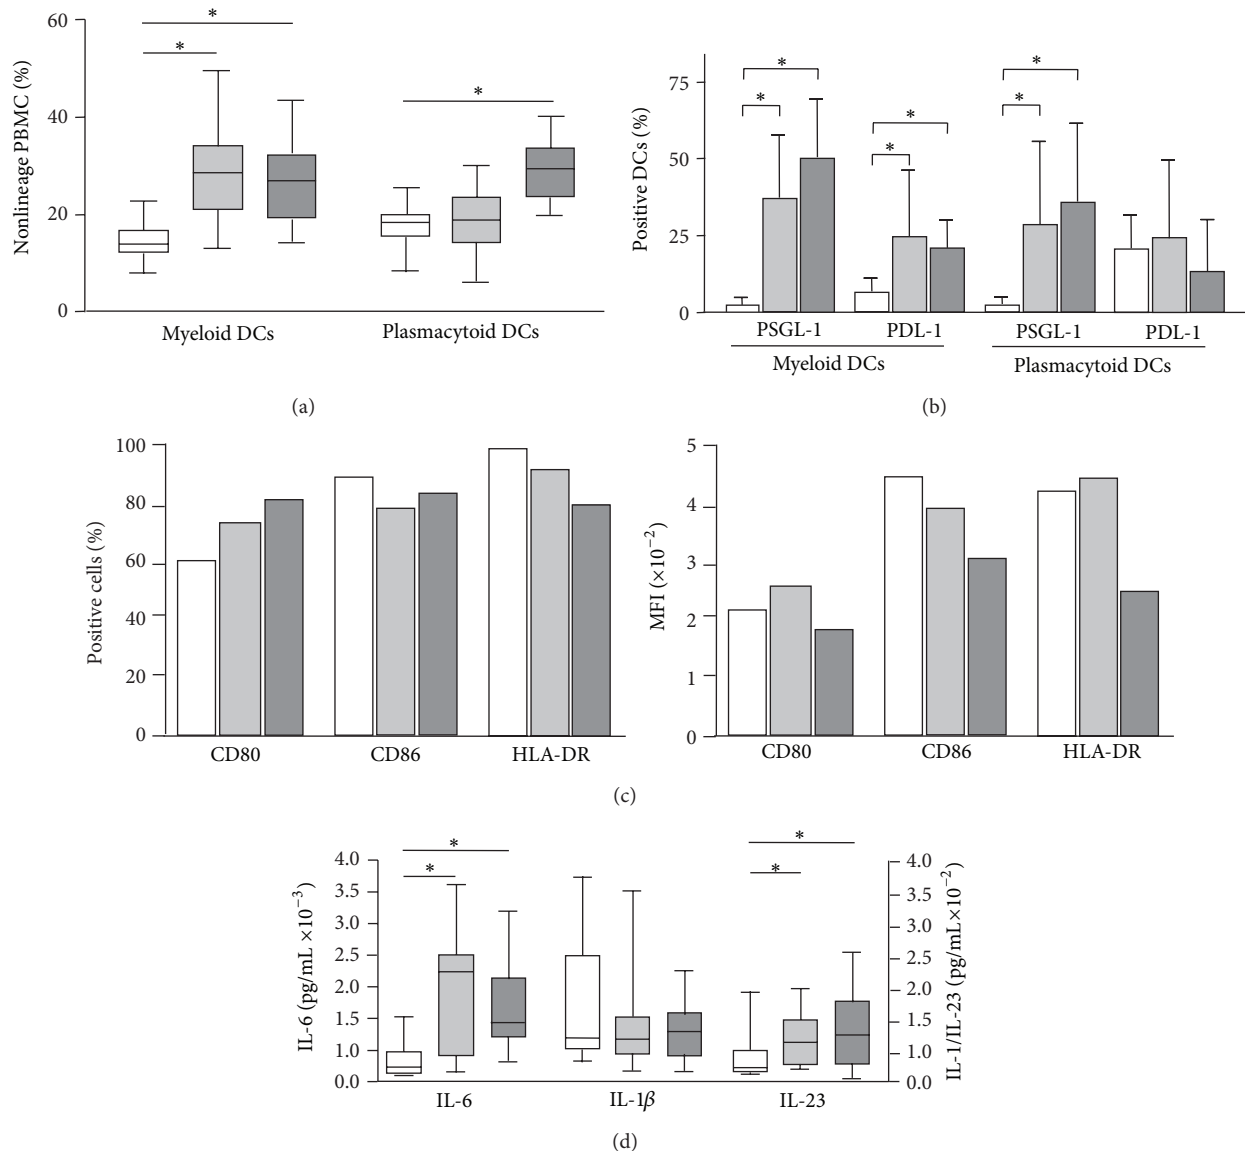 60
40
20
0
Nonlineage PBMC (%)
*
*
*
Myeloid DCs
Plasmacytoid DCs
(a)
75
50
25
0
Positive DCs (%)
*
*
*
*
*
*
PSGL-1
PDL-1
PSGL-1
PDL-1
Myeloid DCs
Plasmacytoid DCs
(b)
100
80
60
40
20
0
Positive cells (%)
CD80
CD86
HLA-DR
5
4
3
2
1
0
MFI (×10⁻²)
CD80
CD86
HLA-DR
(c)
4.0
3.5
3.0
2.5
2.0
1.5
1.0
0.0
IL-6 (pg/mL ×10⁻³)
*
*
*
*
4.0
3.5
2.5
3.0
2.0
1.5
1.0
0.0
IL-1/IL-23 (pg/mL×10⁻²)
IL-6
IL-1β
IL-23
(d)